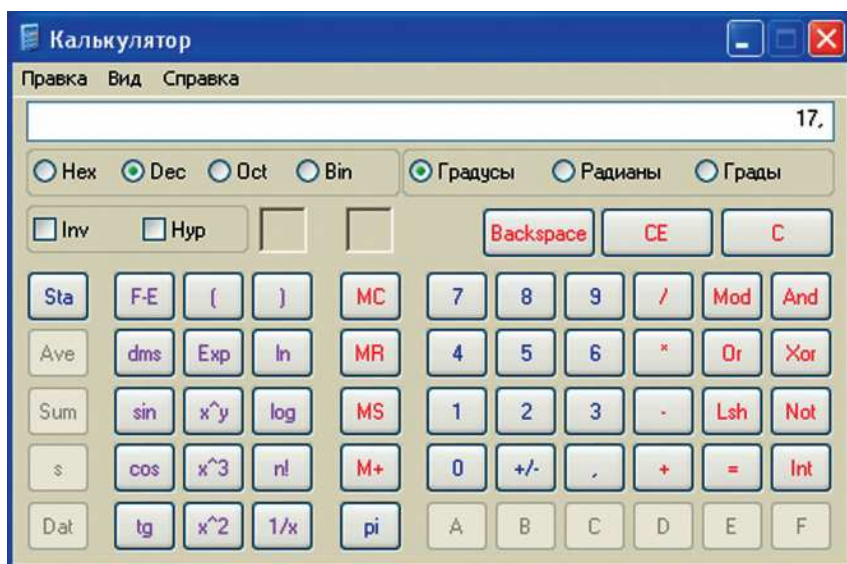 Калькулятор
Правка Вид Справка
17,
Hex Dec Oct Bin Градусы Радианы Грады
Inv Hyp Backspace CE C
Sta F-E ( ) MC 7 8 9 / Mod And
Ave dms Exp ln MR 4 5 6 * Or Xor
Sum sin x^y log MS 1 2 3 - Lsh Not
s cos x^3 n! M+ 0 +/- , + = Int
Dat tg x^2 1/x pi A B C D E F